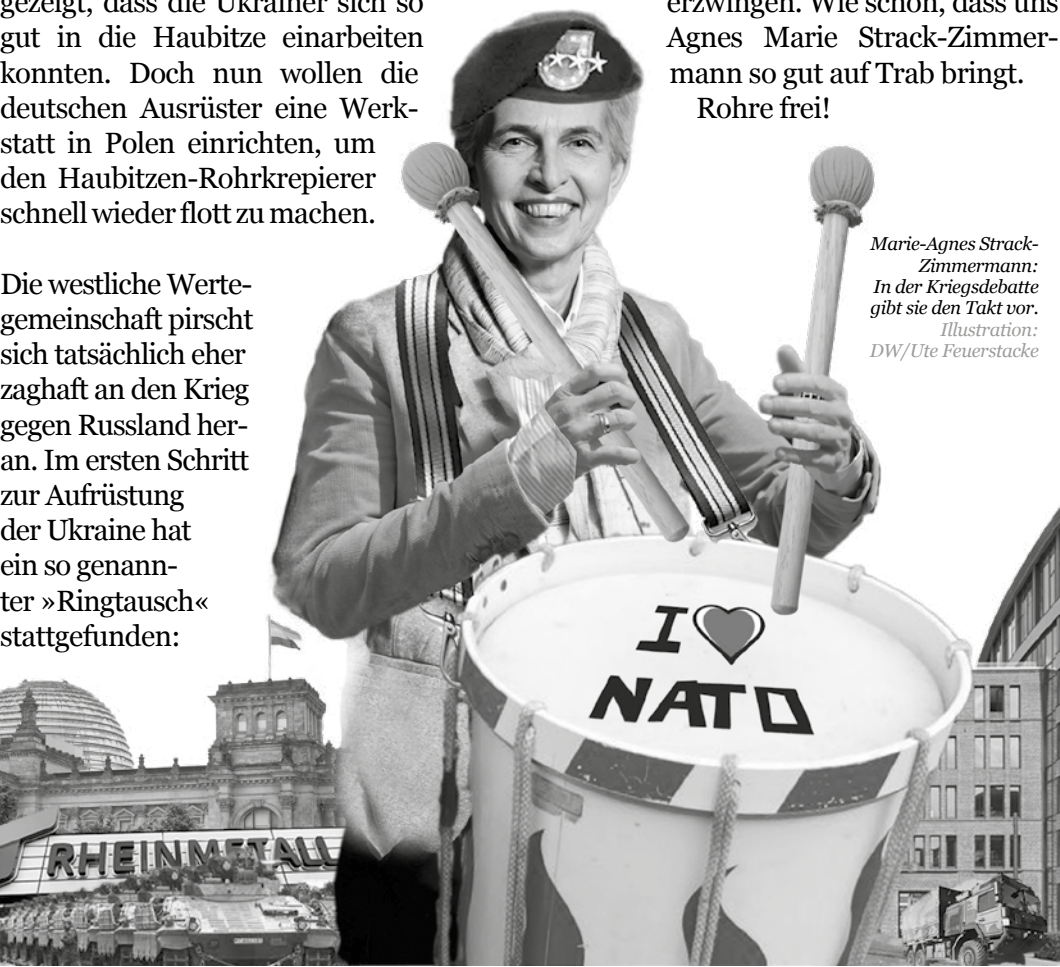 gezeigt, dass die Ukrainer sich so
gut in die Haubitze einarbeiten
konnten. Doch nun wollen die
deutschen Ausrüster eine Werk-
statt in Polen einrichten, um
den Haubitzen-Rohrkrepierer
schnell wieder flott zu machen.
Die westliche Werte-
gemeinschaft pirscht
sich tatsächlich eher
zaghaft an den Krieg
gegen Russland her-
an. Im ersten Schritt
zur Aufrüstung
der Ukraine hat
ein so genann-
ter »Ringtausch«
stattgefunden:
erzwingen. Wie schön, dass uns
Agnes Marie Strack-Zimmer-
mann so gut auf Trab bringt.
Rohre frei!
Marie-Agnes Strack-
Zimmermann:
In der Kriegsdebatte
gibt sie den Takt vor.
Illustration:
DW/Ute Feuerstacke
I
NATO
RHEINMETALL